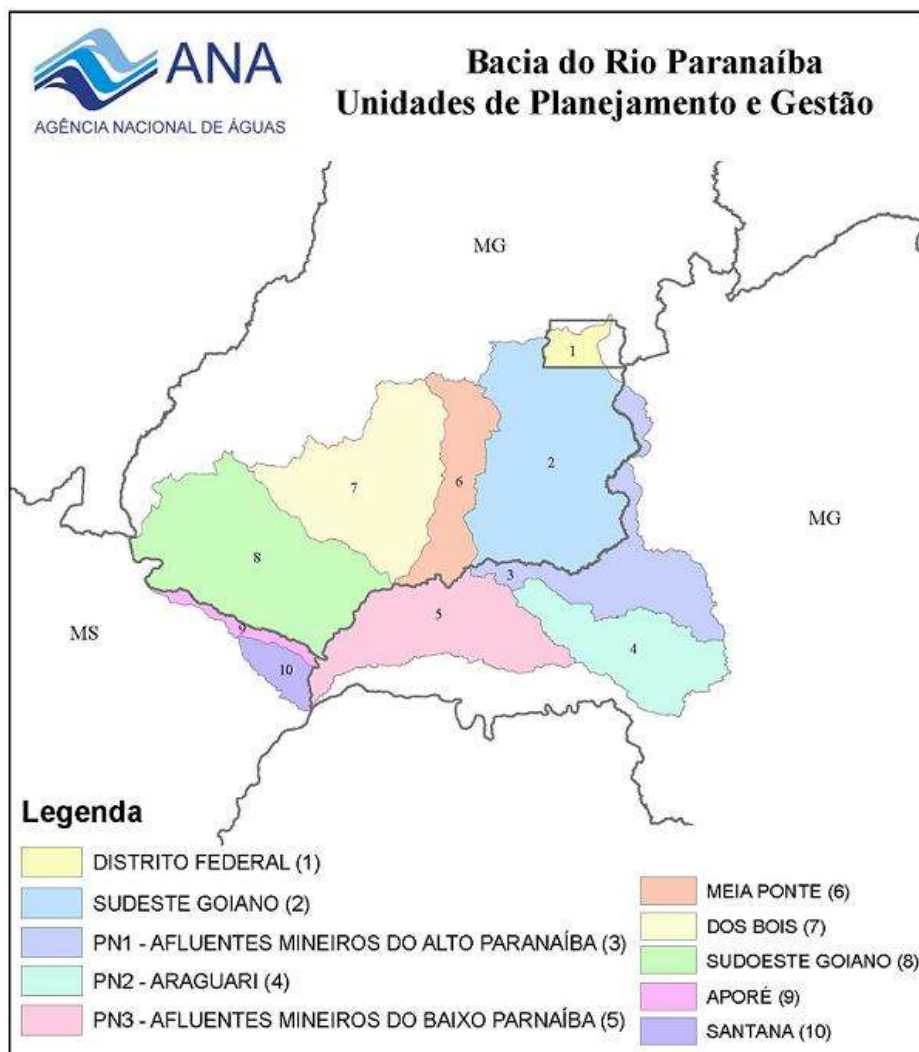 ANA
AGÊNCIA NACIONAL DE ÁGUAS
Bacia do Rio Paranaíba
Unidades de Planejamento e Gestão
MG
1
2
7
6
MG
8
3
5
MS
9
4
10
Legenda
DISTRITO FEDERAL (1)
SUDESTE GOIANO (2)
PN1 - AFLUENTES MINEIROS DO ALTO PARANAÍBA (3)
PN2 - ARAGUARI (4)
PN3 - AFLUENTES MINEIROS DO BAIXO PARNAÍBA (5)
MEIA PONTE (6)
DOS BOIS (7)
SUDOESTE GOIANO (8)
APORÉ (9)
SANTANA (10)